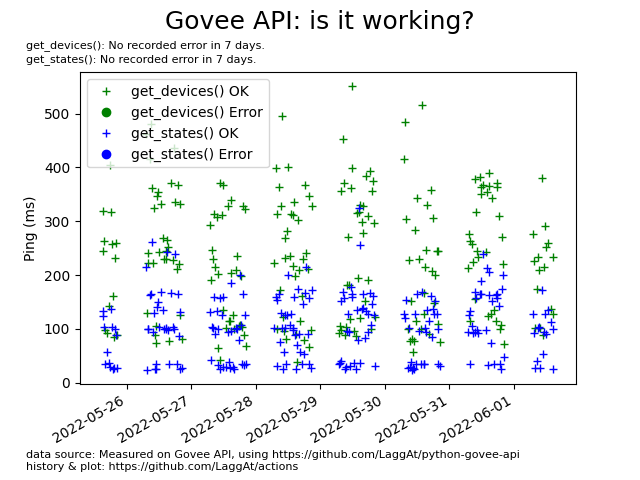 Govee API: is it working?
get_devices(): No recorded error in 7 days.
get_states(): No recorded error in 7 days.
get_devices() OK
get_devices() Error
get_states() OK
get_states() Error
Ping (ms)
500
400
300
200
100
0
2022-05-26
2022-05-27
2022-05-28
2022-05-29
2022-05-30
2022-05-31
2022-06-01
data source: Measured on Govee API, using https://github.com/LaggAt/python-govee-api
history & plot: https://github.com/LaggAt/actions